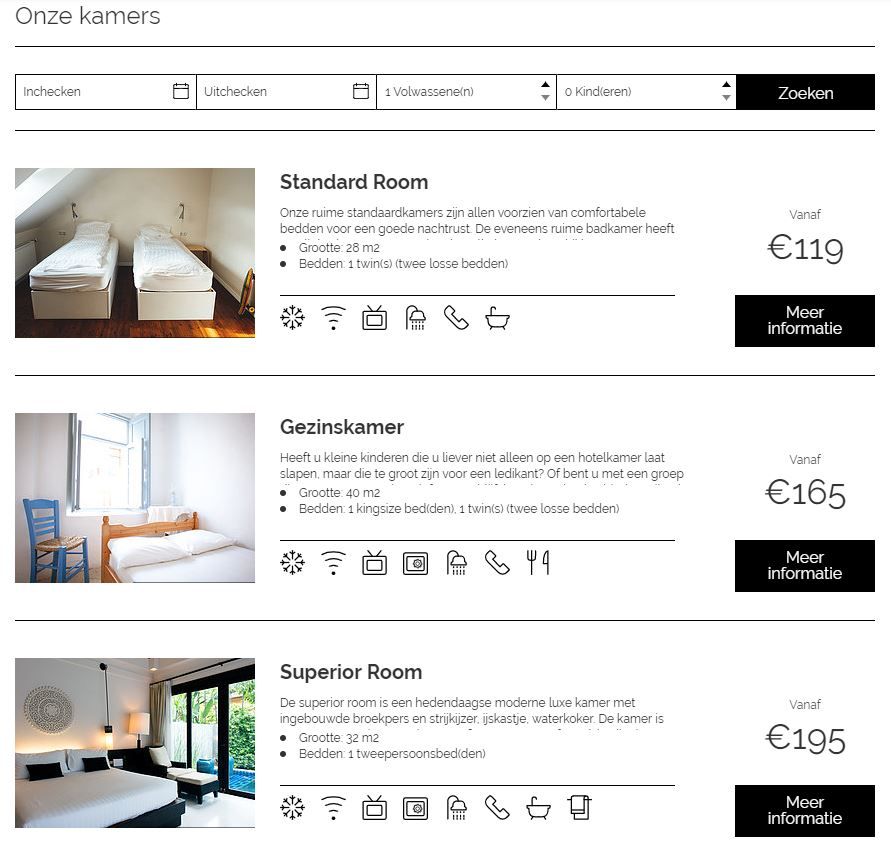 Onze kamers
Inchecken
Uitchecken
1 Volwassene(n)
0 Kind(eren)
Zoeken
Standard Room
Onze ruime standaardkamers zijn allen voorzien van comfortabele
bedden voor een goede nachtrust. De eveneens ruime badkamer heeft
Grootte: 28 m2
Bedden: 1 twin(s) (twee losse bedden)
Vanaf
€119
Meer
informatie
Gezinskamer
Heeft u kleine kinderen die u liever niet alleen op een hotelkamer laat
slapen, maar die te groot zijn voor een ledikant? Of bent u met een groep
Grootte: 40 m2
Bedden: 1 kingsize bed(den), 1 twin(s) (twee losse bedden)
Vanaf
€165
Meer
informatie
Superior Room
De superior room is een hedendaagse moderne luxe kamer met
ingebouwde broekpers en strijkijzer, ijskastje, waterkoker. De kamer is
Grootte: 32 m2
Bedden: 1 tweepersoonsbed(den)
Vanaf
€195
Meer
informatie